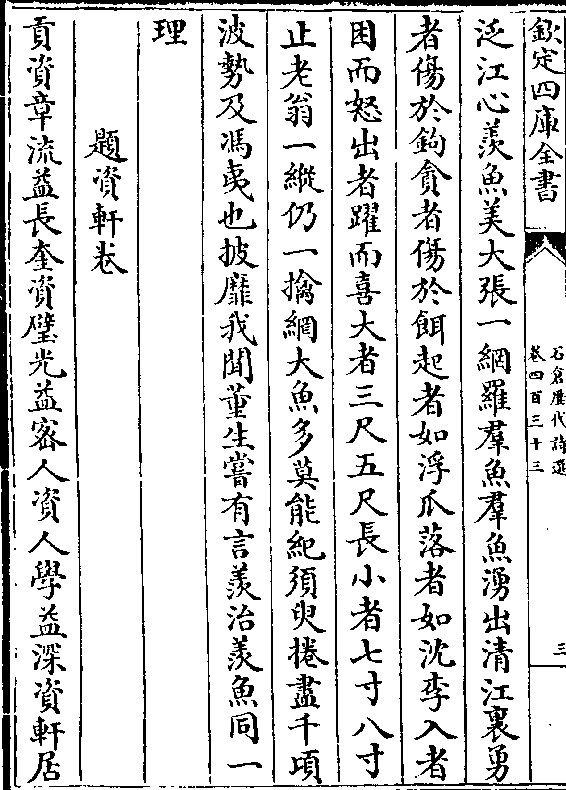 欽定四庫全書
石倉歷代詩選
卷四百三十三
三
泛江心羨魚美大張一網羅羣魚羣魚湧出清江裏勇
者傷於鉤貪者傷於餌起者如浮瓜落者如沈李入者
困而怒出者躍而喜大者三尺五尺長小者七寸八寸
止老翁一縱仍一擒網大魚多莫能紀須臾捲盡千頃
波勢及馮夷也披靡我聞董生嘗有言羨治羨魚同一
理
題資軒卷
貢資章流益長奎資璧光益密人資人學益深資軒居